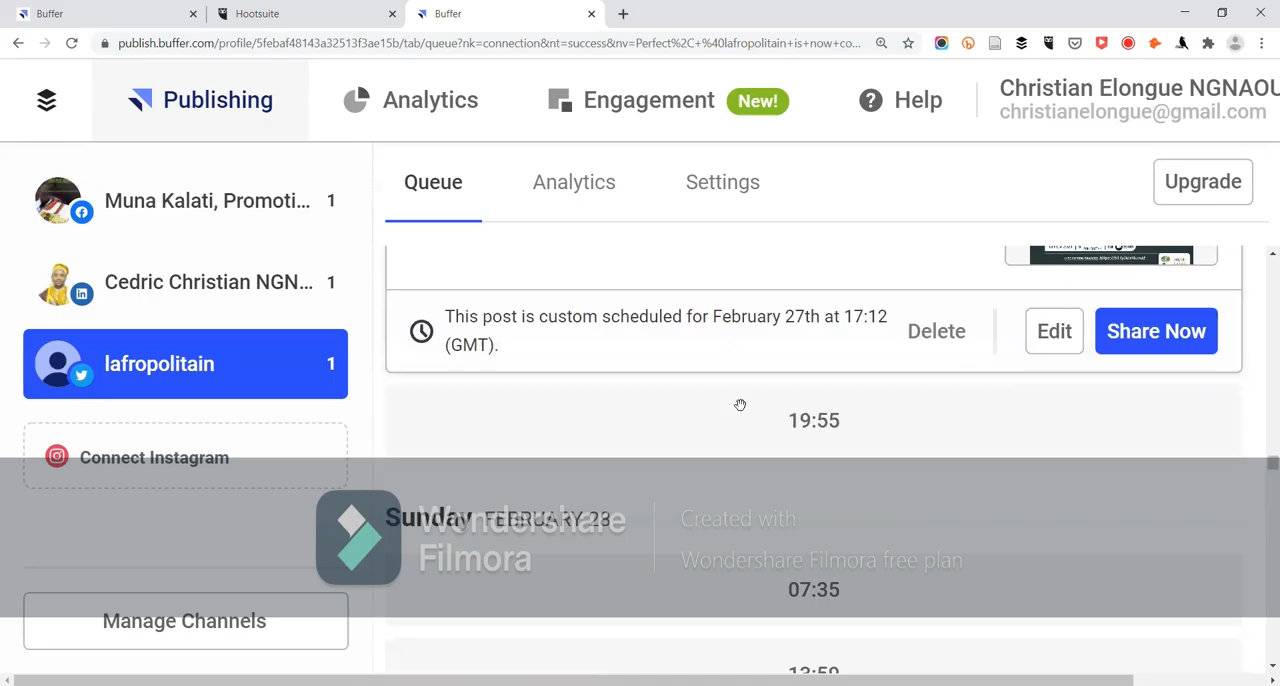 Buffer
Hootsuite
Buffer
publish.buffer.com/profile/5febaf48143a32513f3ae15b/tab/queue?nk=connection&nt=success&nv=Perfect%2C+%40lafropolitain+is+now+co...
Publishing
Analytics
Engagement New!
Help
Christian Elongue NGNAOU
christianelongue@gmail.com
Muna Kalati, Promoti... 1
Cedric Christian NGN... 1
lafropolitain 1
Connect Instagram
Manage Channels
Queue
Analytics
Settings
Upgrade
This post is custom scheduled for February 27th at 17:12
(GMT).
Delete
Edit
Share Now
19:55
Sunday FEBRUARY 28
07:35
13:59
Wondershare
Filmora
Created with
Wondershare Filmora free plan